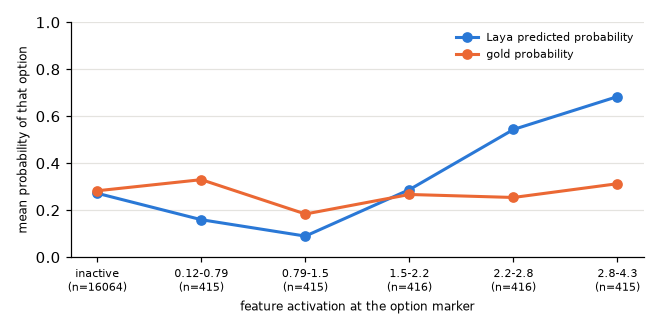 mean probability of that option
1.0
0.8
0.6
0.4
0.2
0.0
Laya predicted probability
gold probability
inactive
(n=16064)
0.12-0.79
(n=415)
0.79-1.5
(n=415)
1.5-2.2
(n=416)
2.2-2.8
(n=416)
2.8-4.3
(n=415)
feature activation at the option marker